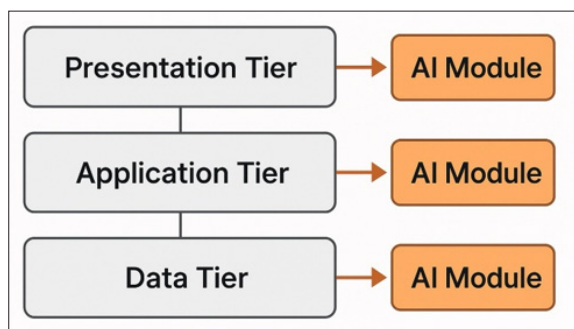 Presentation Tier
AI Module
Application Tier
AI Module
Data Tier
AI Module